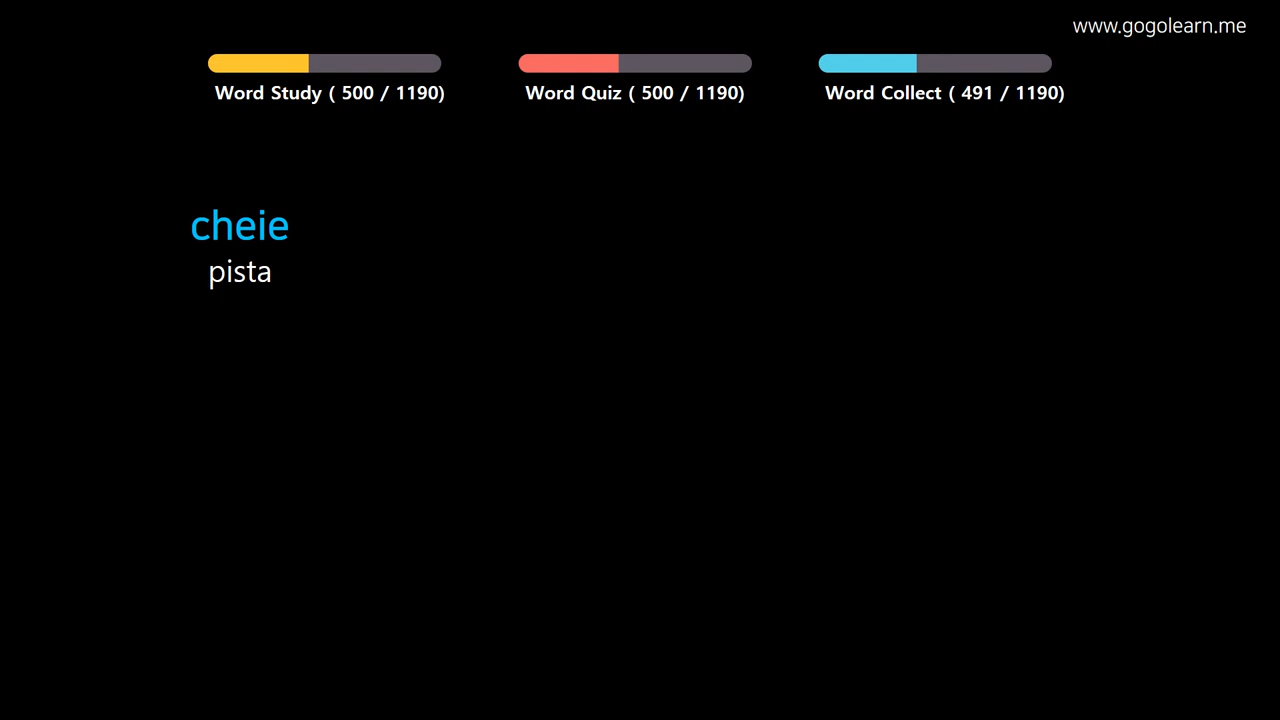 www.gogolearn.me
Word Study ( 500 / 1190)
Word Quiz ( 500 / 1190)
Word Collect ( 491 / 1190)
cheie
pista